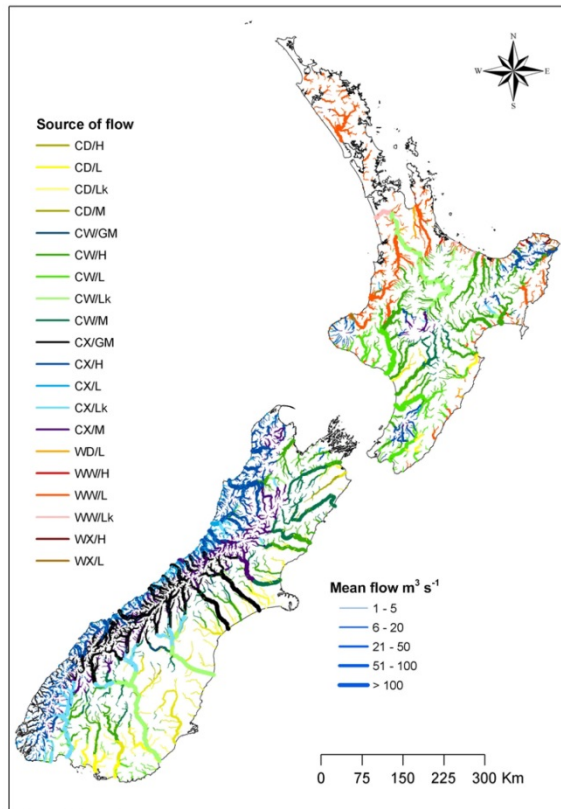 N
W E
S
Source of flow
CD/H
CD/L
CD/Lk
CD/M
CW/GM
CW/H
CW/L
CW/Lk
CW/M
CX/GM
CX/H
CX/L
CX/Lk
CX/M
WD/L
WW/H
WW/L
WW/Lk
WX/H
WX/L
Mean flow m³ s⁻¹
1 - 5
6 - 20
21 - 50
51 - 100
> 100
0 75 150 225 300 Km